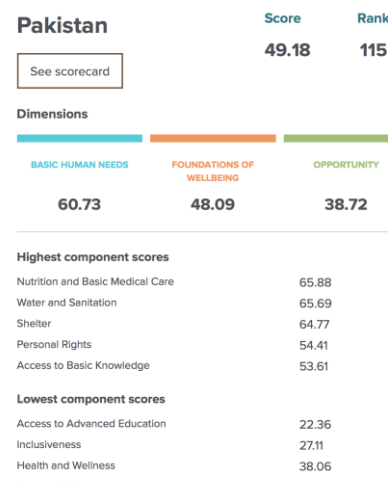 Pakistan
Score Rank
49.18 115
See scorecard
Dimensions
BASIC HUMAN NEEDS FOUNDATIONS OF WELLBEING OPPORTUNITY
60.73 48.09 38.72
Highest component scores
Nutrition and Basic Medical Care 65.88
Water and Sanitation 65.69
Shelter 64.77
Personal Rights 54.41
Access to Basic Knowledge 53.61
Lowest component scores
Access to Advanced Education 22.36
Inclusiveness 27.11
Health and Wellness 38.06